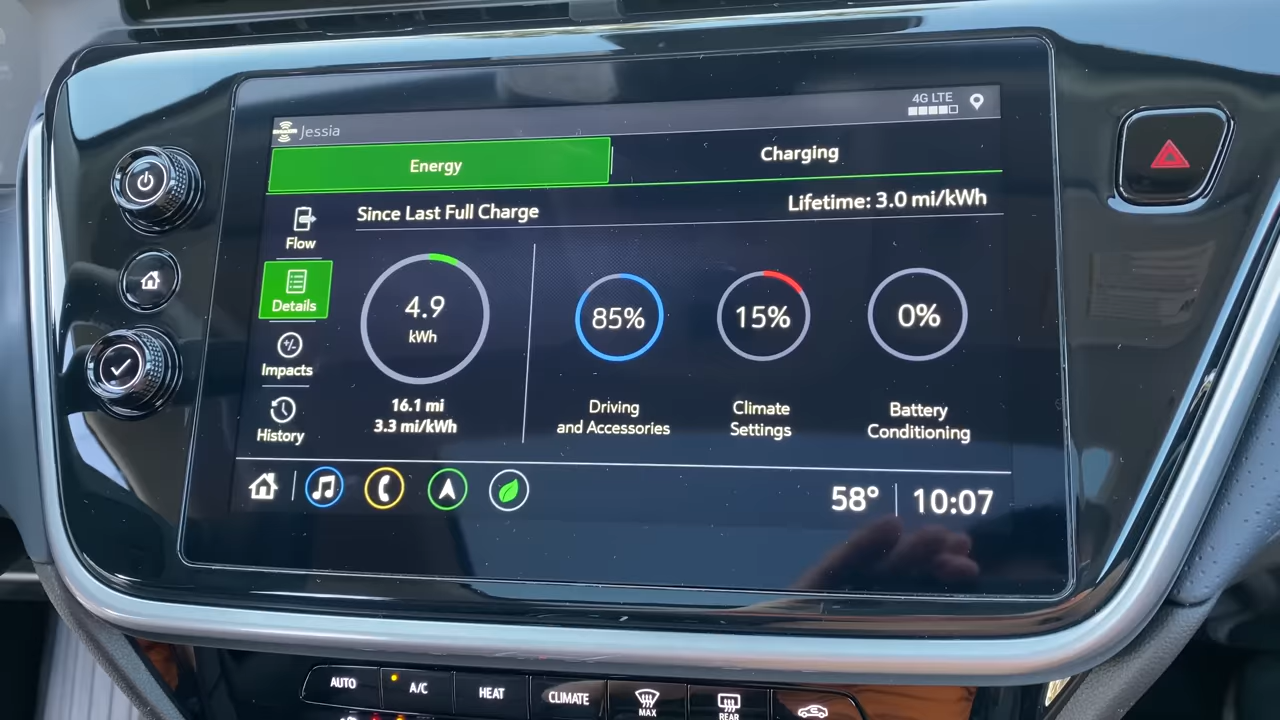 4G LTE
Jessia
Energy
Charging
Since Last Full Charge
Lifetime: 3.0 mi/kWh
Flow
Details
Impacts
History
4.9
kWh
16.1 mi
3.3 mi/kWh
85%
Driving
and Accessories
15%
Climate
Settings
0%
Battery
Conditioning
58°
10:07
AUTO
A/C
HEAT
CLIMATE
MAX
REAR